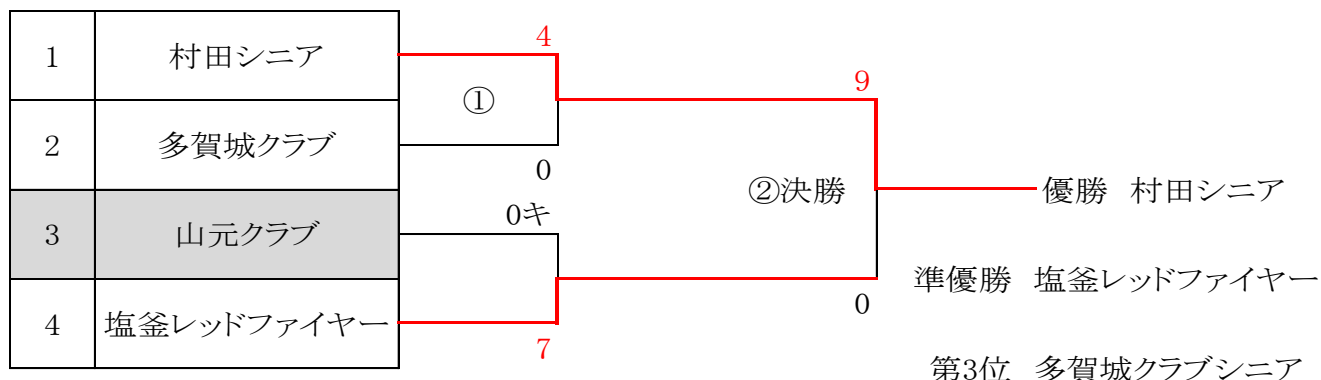 1 村田シニア
4
9
①
2 多賀城クラブ
0
②決勝
優勝 村田シニア
3 山元クラブ
0キ
準優勝 塩釜レッドファイヤー
0
4 塩釜レッドファイヤー
7
第3位 多賀城クラブシニア